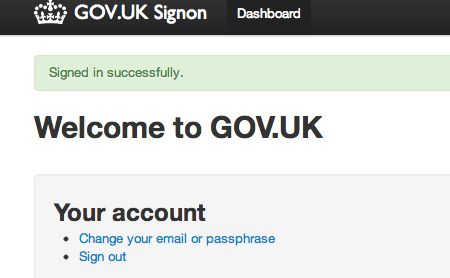 GOV.UK Signon Dashboard
Signed in successfully.
Welcome to GOV.UK
Your account
Change your email or passphrase
Sign out